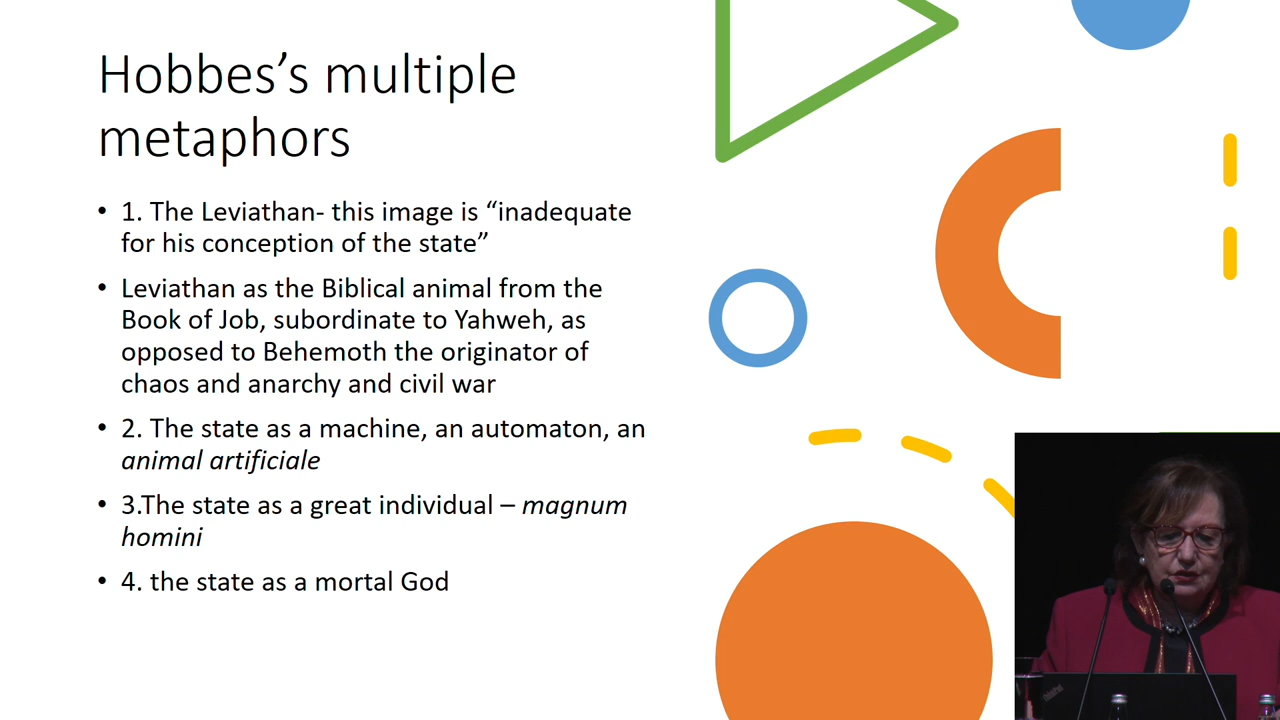 Hobbes’s multiple
metaphors
• 1. The Leviathan- this image is “inadequate
for his conception of the state”
• Leviathan as the Biblical animal from the
Book of Job, subordinate to Yahweh, as
opposed to Behemoth the originator of
chaos and anarchy and civil war
• 2. The state as a machine, an automaton, an
animal artificiale
• 3.The state as a great individual – magnum
homini
• 4. the state as a mortal God
ThinkPad